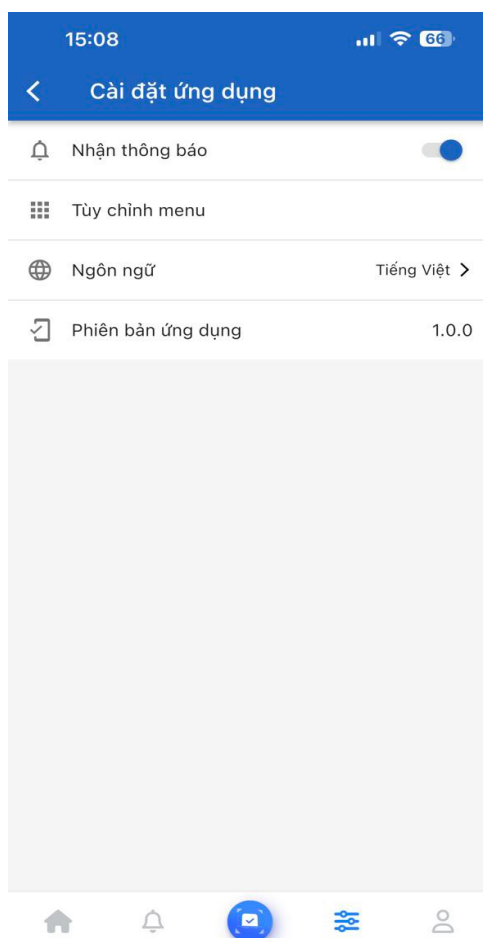 15:08
66
Cài đặt ứng dụng
Nhận thông báo
Tùy chỉnh menu
Ngôn ngữ
Tiếng Việt
Phiên bản ứng dụng
1.0.0